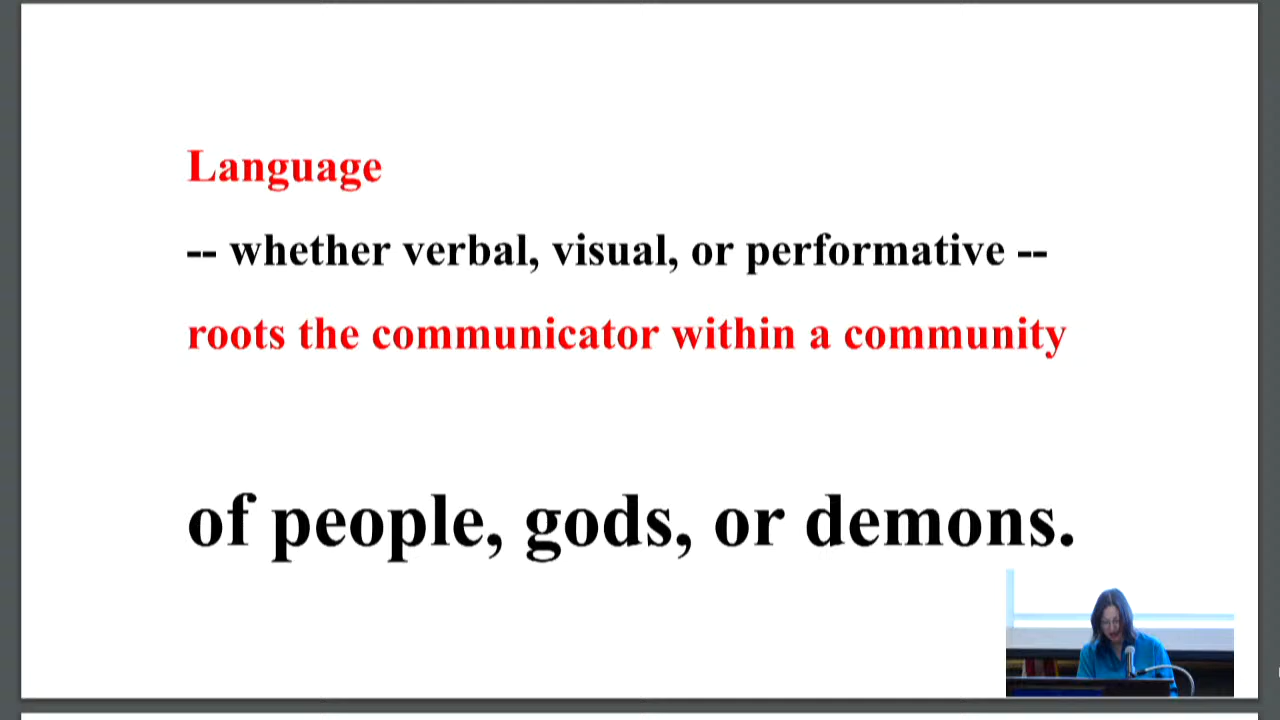 Language
-- whether verbal, visual, or performative --
roots the communicator within a community
of people, gods, or demons.